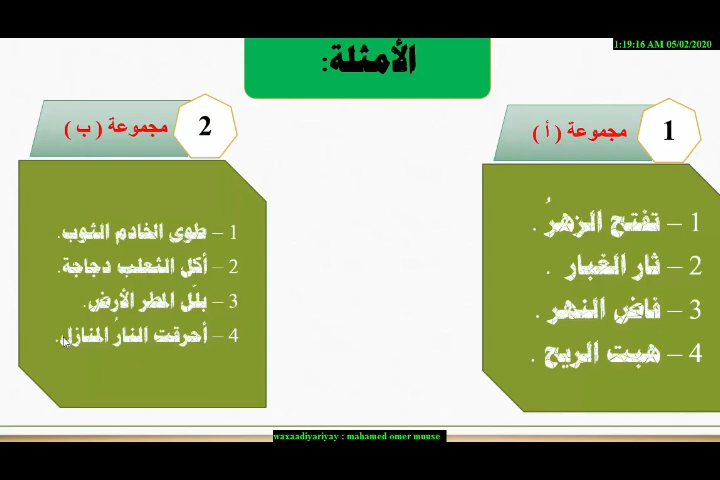 1:19:16 AM 05/02/2020
الأمثلة:
1
مجموعة ( أ )
1 – تفتح الزهرُ .
2 – ثار الغبار .
3 – فاض النهر .
4 – هبت الريح .
2
مجموعة ( ب )
1 – طوى الخادم الثوب.
2 – أكل الثعلب دجاجة.
3 – بلَل المطر الأرض.
4 – أحرقت النارُ المنازل.
waxaadiyariyay : mahamed omer muuse